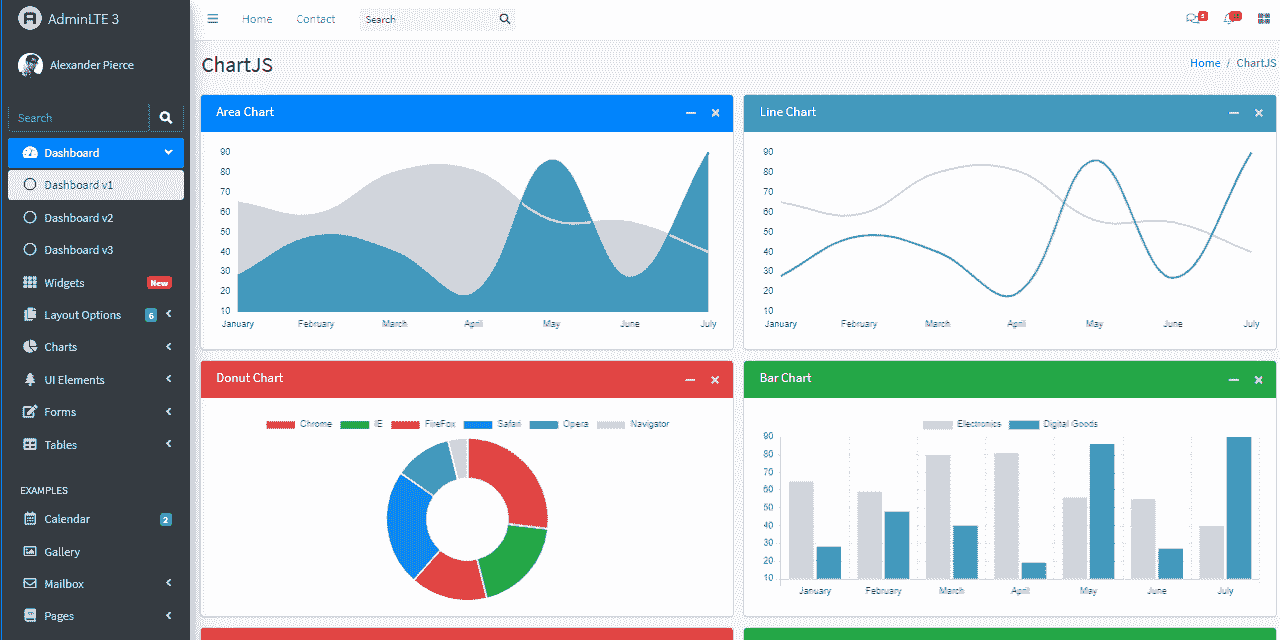 AdminLTE 3
Alexander Pierce
Search
Dashboard
Dashboard v1
Dashboard v2
Dashboard v3
Widgets New
Layout Options 6
Charts
UI Elements
Forms
Tables
EXAMPLES
Calendar 2
Gallery
Mailbox
Pages
Home Contact Search
ChartJS
Home / ChartJS
Area Chart
90
80
70
60
50
40
30
20
10
January February March April May June July
Line Chart
90
80
70
60
50
40
30
20
10
January February March April May June July
Donut Chart
Chrome IE FireFox Safari Opera Navigator
Bar Chart
Electronics Digital Goods
90
80
70
60
50
40
30
20
10
January February March April May June July